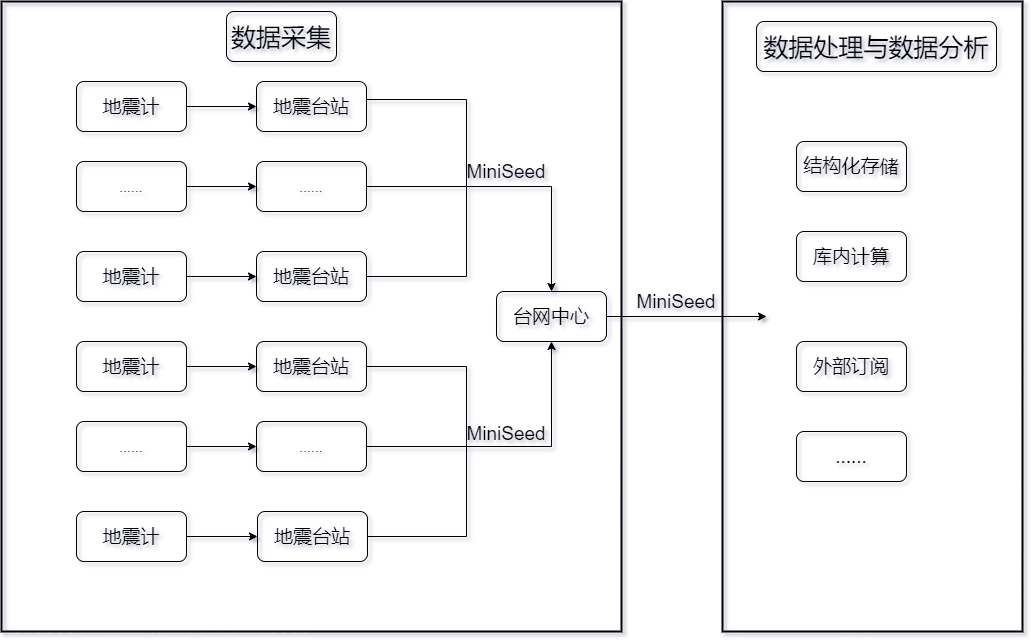 数据采集
地震计
地震台站
......
......
MiniSeed
地震计
地震台站
台网中心
MiniSeed
地震计
地震台站
......
......
MiniSeed
地震计
地震台站
数据处理与数据分析
结构化存储
库内计算
外部订阅
......